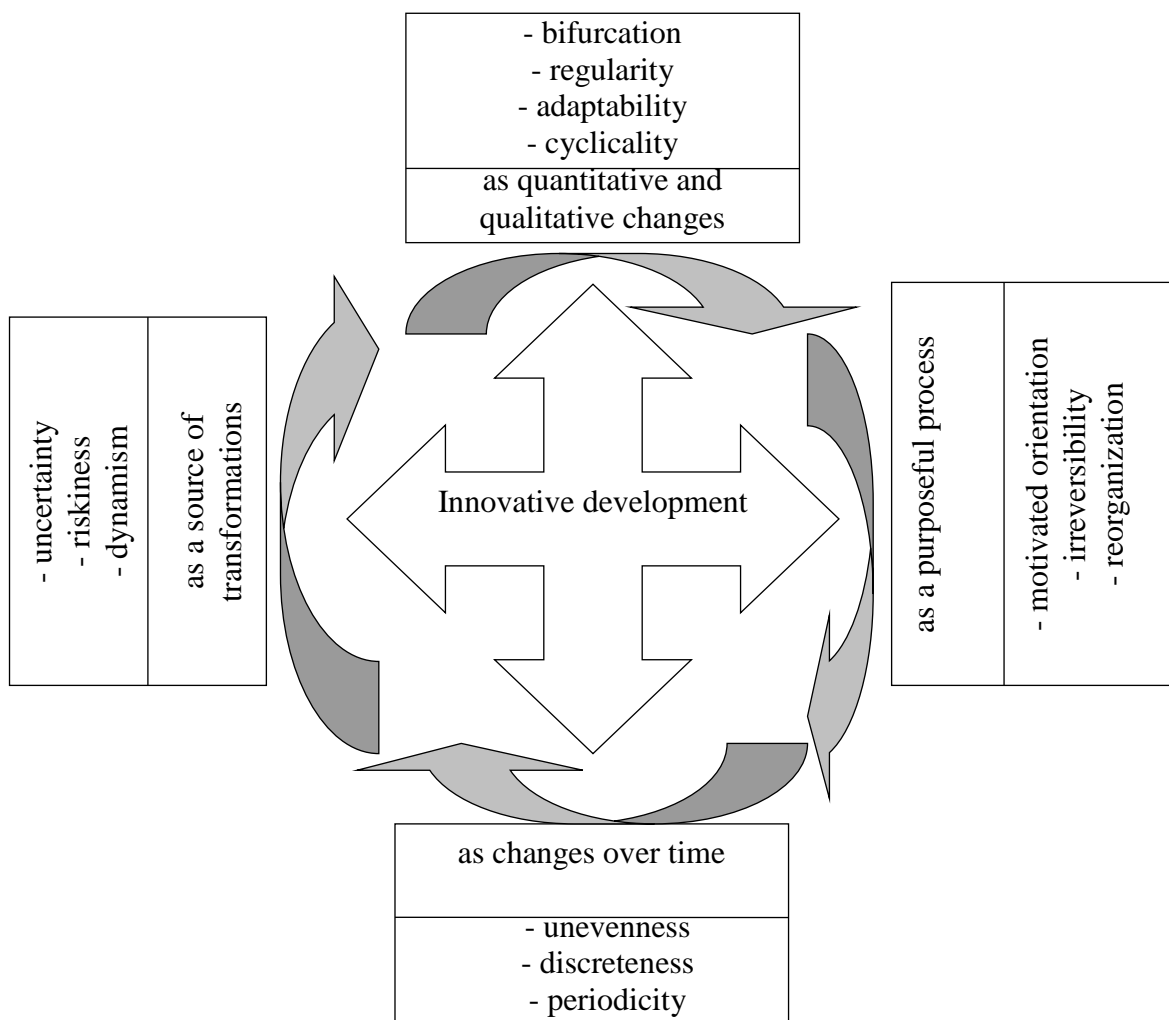 - bifurcation
- regularity
- adaptability
- cyclicality
as quantitative and
qualitative changes
- uncertainty
- riskiness
- dynamism
as a source of
transformations
Innovative development
as a purposeful process
- motivated orientation
- irreversibility
- reorganization
as changes over time
- unevenness
- discreteness
- periodicity